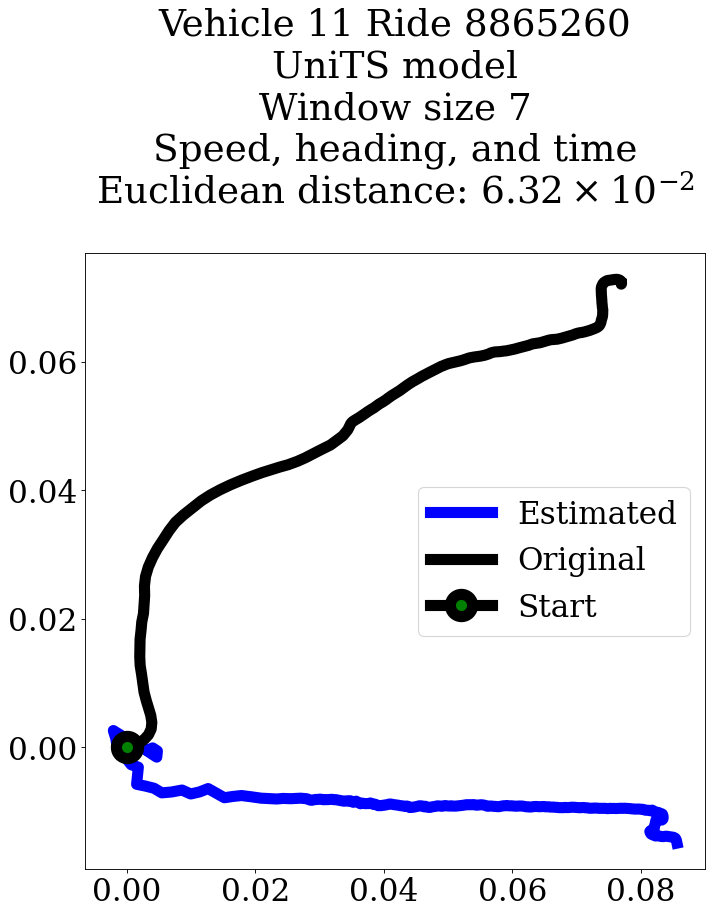 Vehicle 11 Ride 8865260
UniTS model
Window size 7
Speed, heading, and time
Euclidean distance: 6.32 × 10⁻²
0.06
0.04
0.02
0.00
Estimated
Original
Start
0.00 0.02 0.04 0.06 0.08